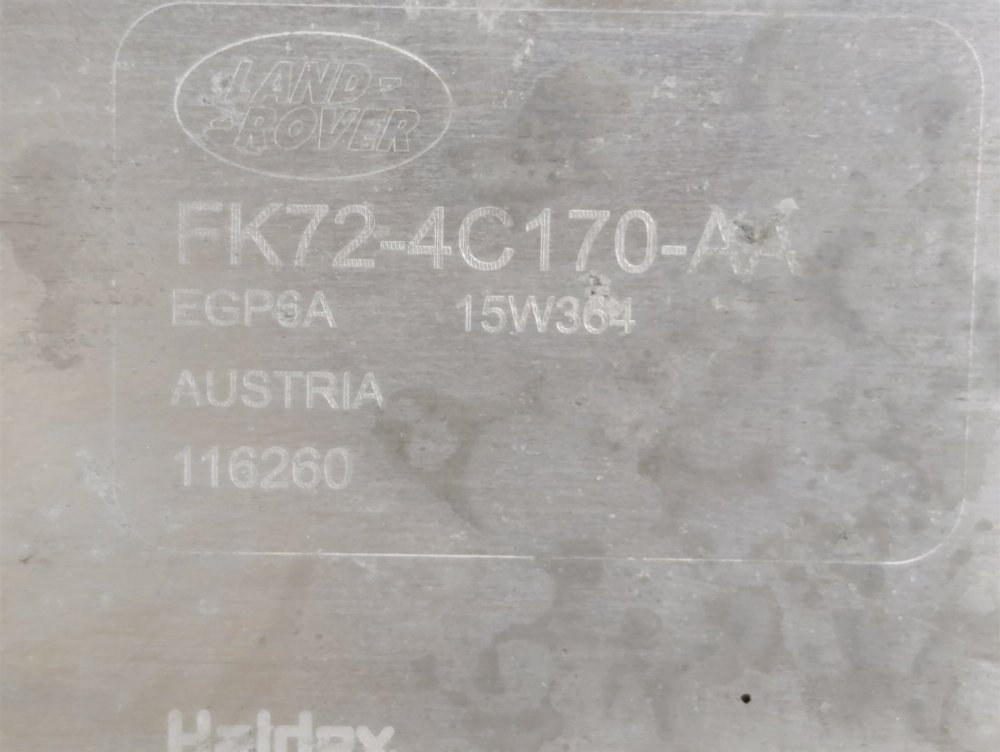 LAND-
-ROVER
FK72-4C170-AA
EGP6A 15W364
AUSTRIA
116260
Haldex